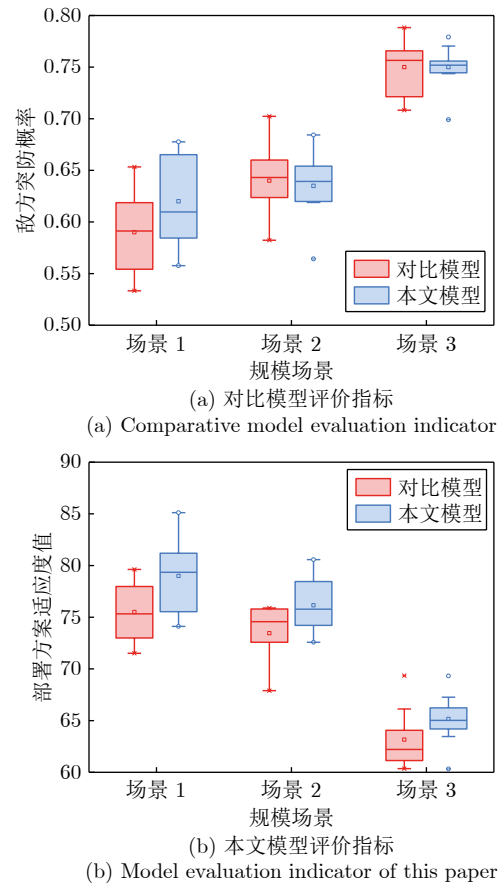 0.80
0.75
0.70
0.65
0.60
0.55
0.50
敌方突防概率
对比模型
本文模型
场景 1 场景 2 场景 3
规模场景
(a) 对比模型评价指标
(a) Comparative model evaluation indicator
90
85
80
75
70
65
60
部署方案适应度值
对比模型
本文模型
场景 1 场景 2 场景 3
规模场景
(b) 本文模型评价指标
(b) Model evaluation indicator of this paper